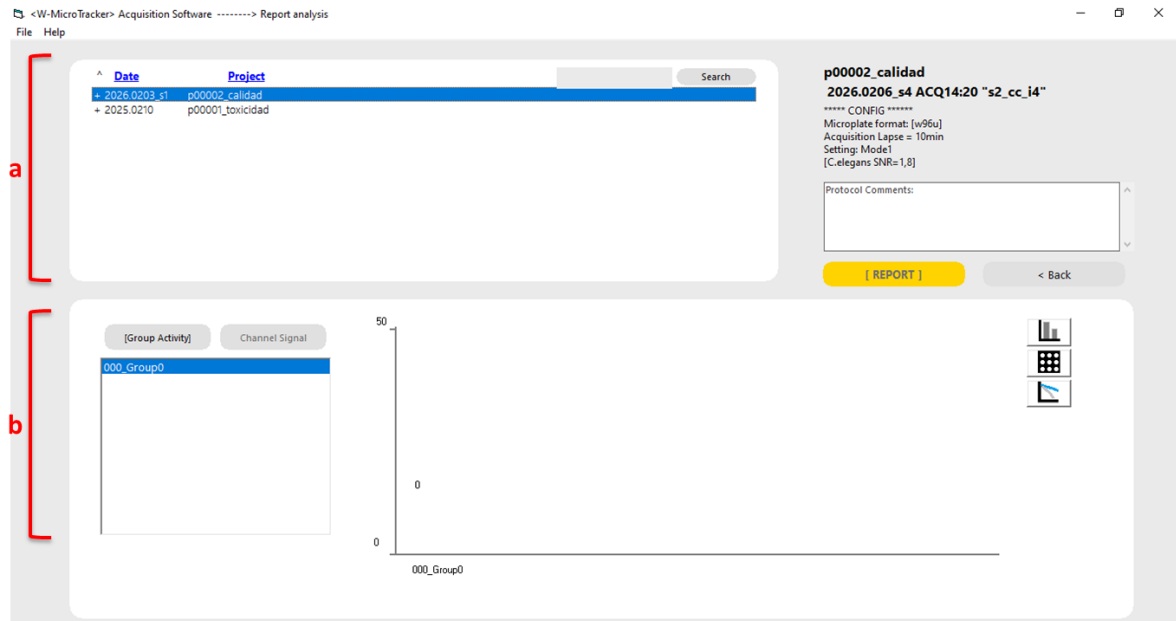 <W-MicroTracker> Acquisition Software --------> Report analysis
File Help
a
^ Date Project Search
+ 2026.0203_s1 p00002_calidad
+ 2025.0210 p00001_toxicidad
p00002_calidad
2026.0206_s4 ACQ14:20 "s2_cc_i4"
***** CONFIG ******
Microplate format: [w96u]
Acquisition Lapse = 10min
Setting: Mode1
[C.elegans SNR=1,8]
Protocol Comments:
[ REPORT ] < Back
b
[Group Activity] Channel Signal
000_Group0
50
0
0
000_Group0